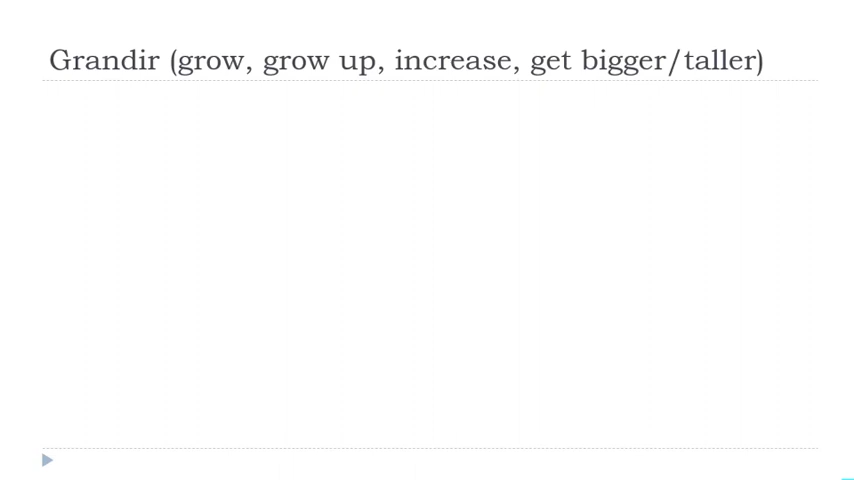 Grandir (grow, grow up, increase, get bigger/taller)